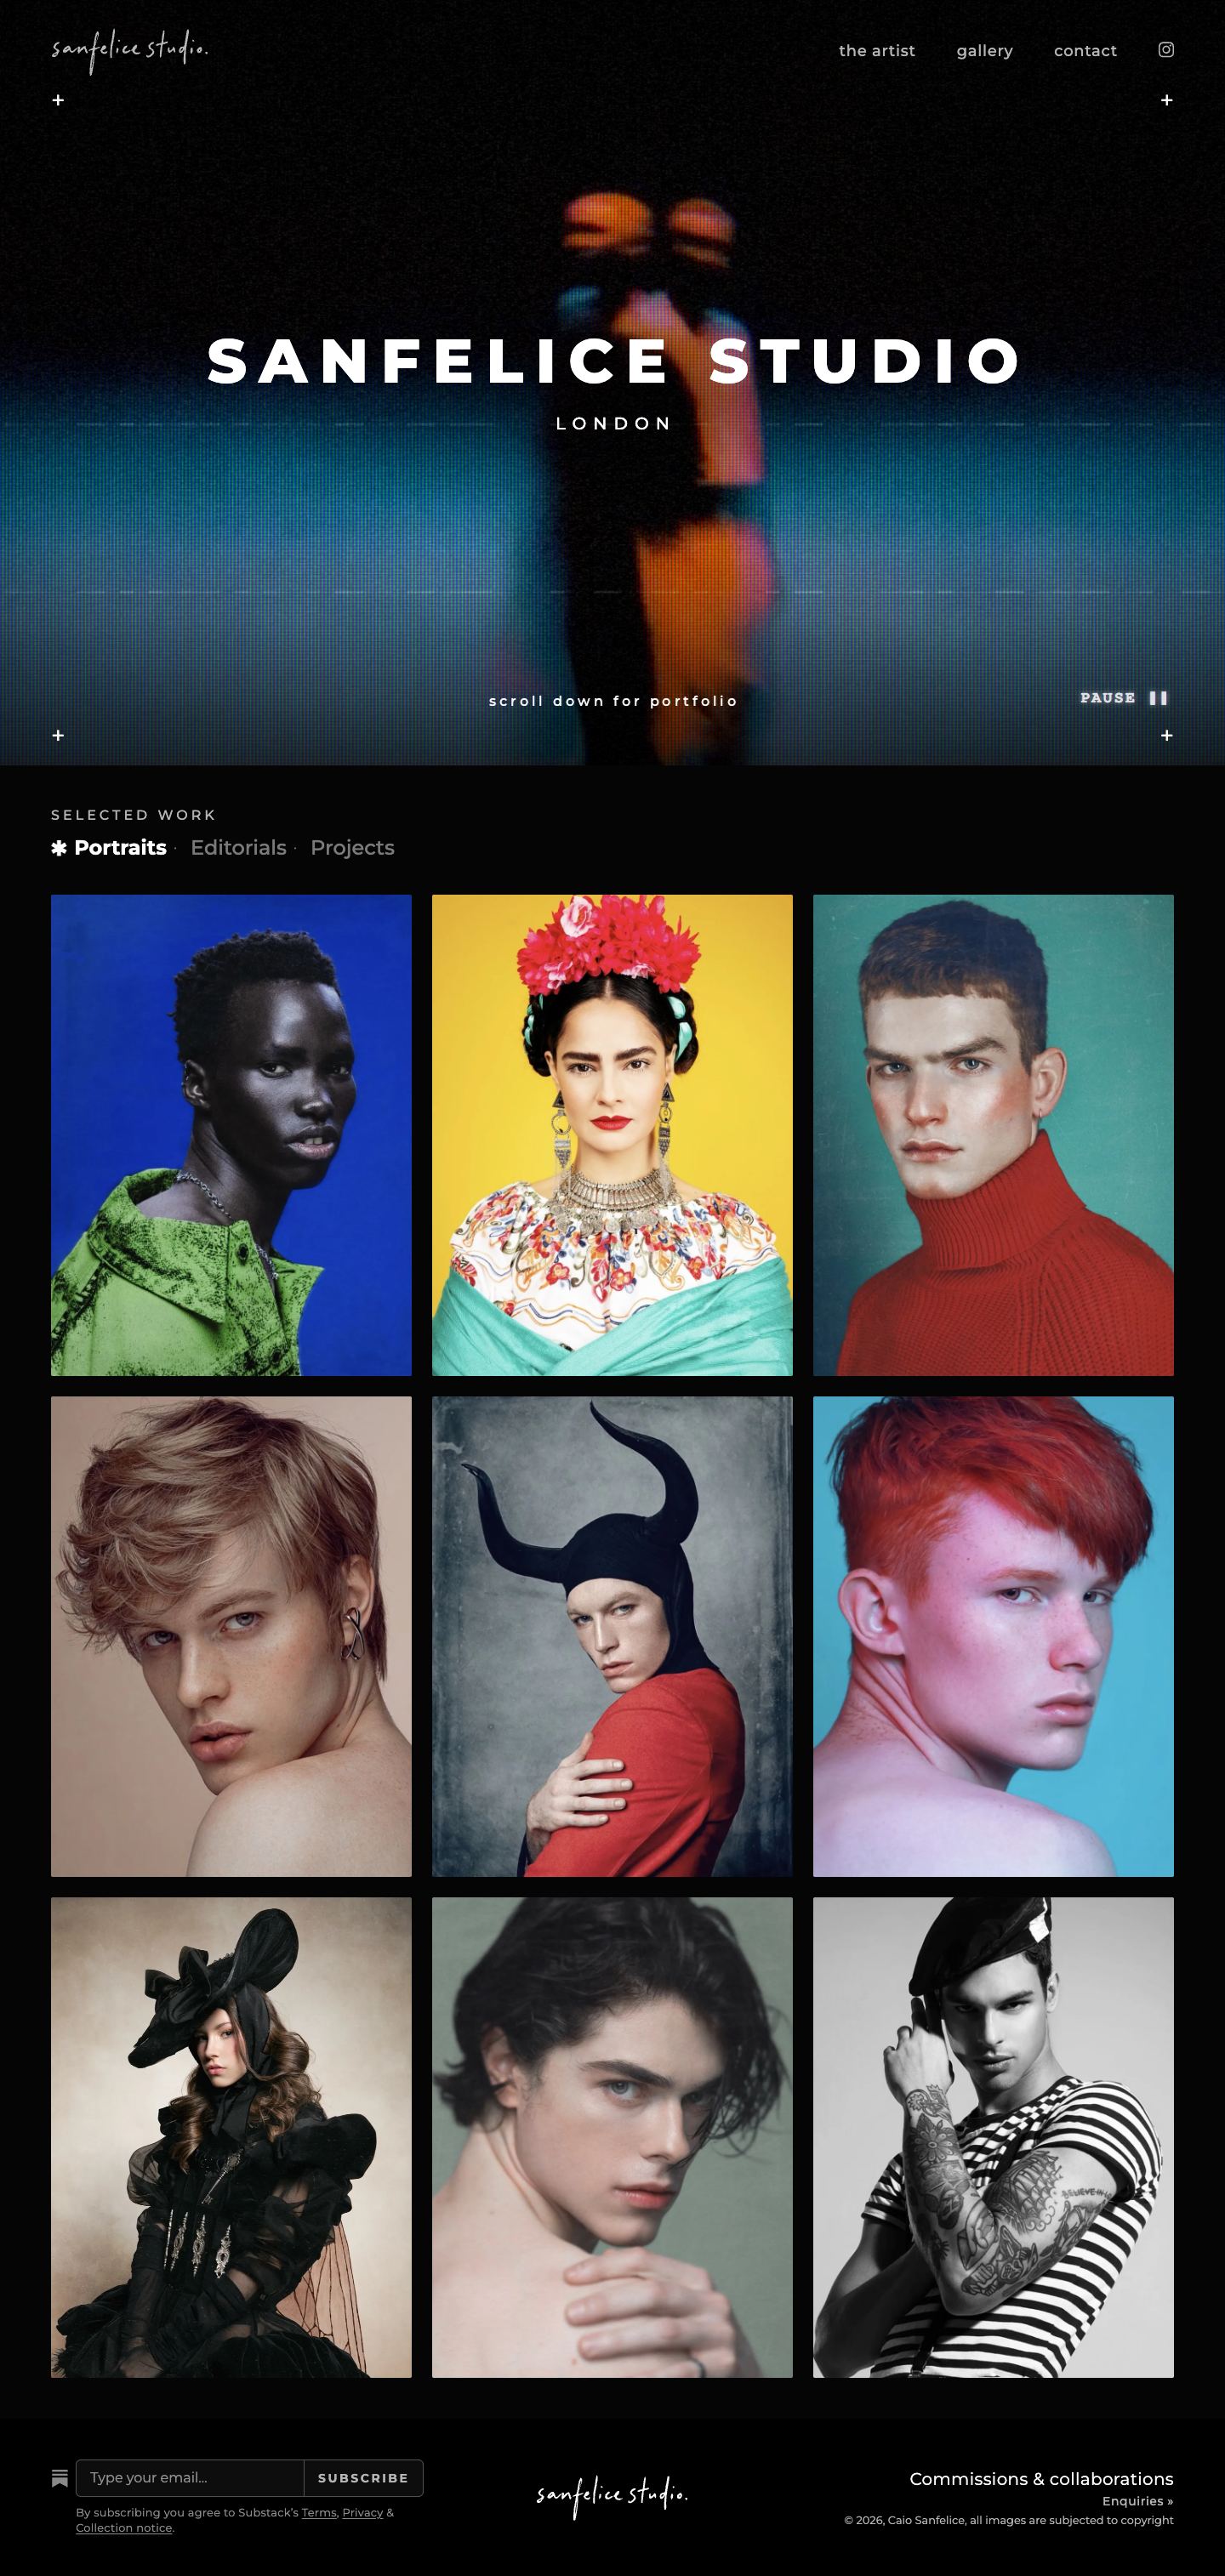 sanfelice studio.
the artist
gallery
contact
+ +
SANFELICE STUDIO
LONDON
scroll down for portfolio
PAUSE
+ +
SELECTED WORK
✱ Portraits · Editorials · Projects
Type your email...
SUBSCRIBE
By subscribing you agree to Substack's Terms, Privacy &
Collection notice.
sanfelice studio.
Commissions & collaborations
Enquiries »
© 2026, Caio Sanfelice, all images are subjected to copyright